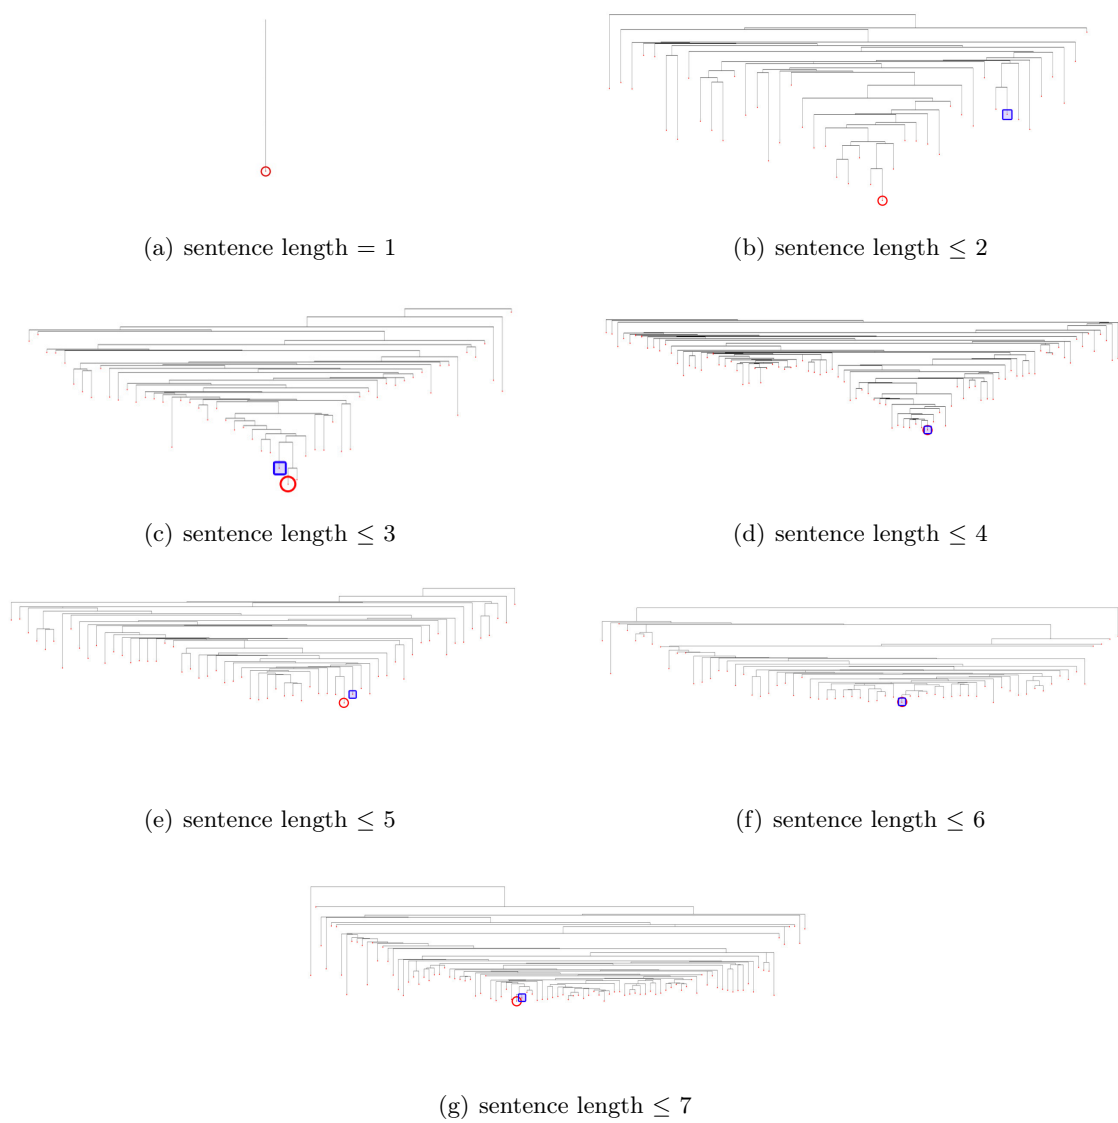 (a) sentence length = 1
(b) sentence length ≤ 2
(c) sentence length ≤ 3
(d) sentence length ≤ 4
(e) sentence length ≤ 5
(f) sentence length ≤ 6
(g) sentence length ≤ 7